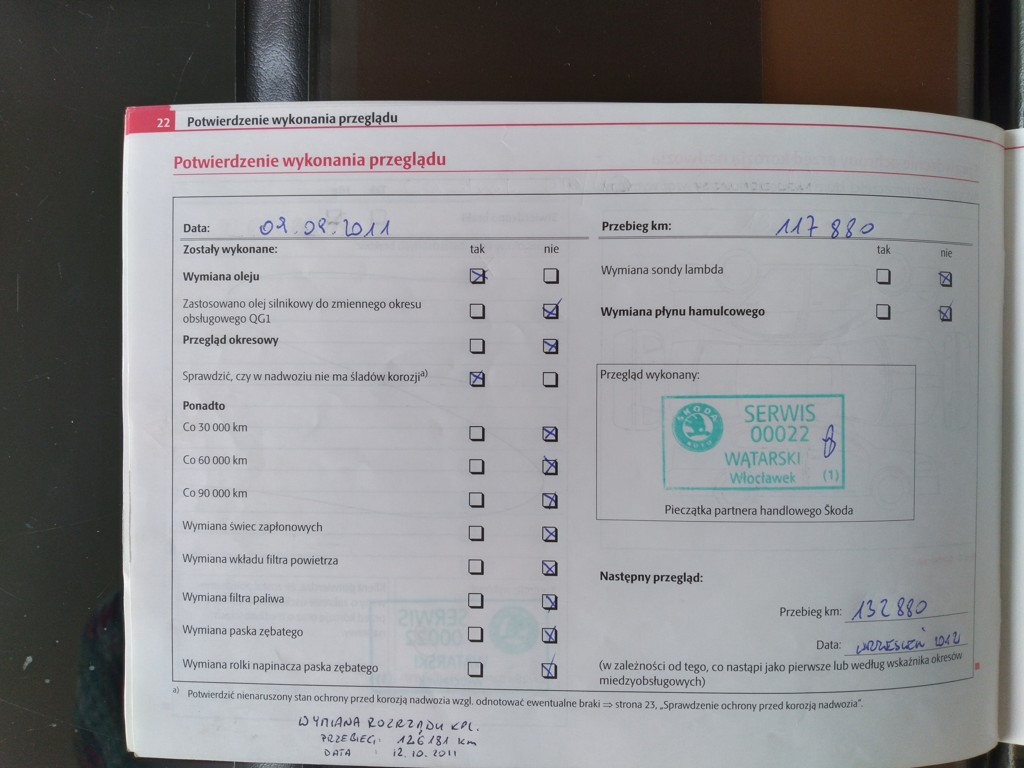 22 Potwierdzenie wykonania przeglądu
Potwierdzenie wykonania przeglądu
Data: 09.09.2011
Zostały wykonane: tak nie
Wymiana oleju
Zastosowano olej silnikowy do zmiennego okresu
obsługowego QG1
Przegląd okresowy
Sprawdzić, czy w nadwoziu nie ma śladów korozji a)
Ponadto
Co 30 000 km
Co 60 000 km
Co 90 000 km
Wymiana świec zapłonowych
Wymiana wkładu filtra powietrza
Wymiana filtra paliwa
Wymiana paska zębatego
Wymiana rolki napinacza paska zębatego
Przebieg km: 117 880
tak nie
Wymiana sondy lambda
Wymiana płynu hamulcowego
Przegląd wykonany:
ŠKODA
AUTO
SERWIS
00022
WĄTARSKI
Włocławek (1)
Pieczątka partnera handlowego Škoda
Następny przegląd:
Przebieg km: 132 880
Data: WRZESIEŃ 2012
(w zależności od tego, co nastąpi jako pierwsze lub według wskaźnika okresów
miedzyobsługowych)
a) Potwierdzić nienaruszony stan ochrony przed korozją nadwozia wzgl. odnotować ewentualne braki ⇒ strona 23, „Sprawdzenie ochrony przed korozją nadwozia”.
WYMIANA ROZRZĄDU KPL.
PRZEBIEG: 126181 km
DATA : 12.10.2011